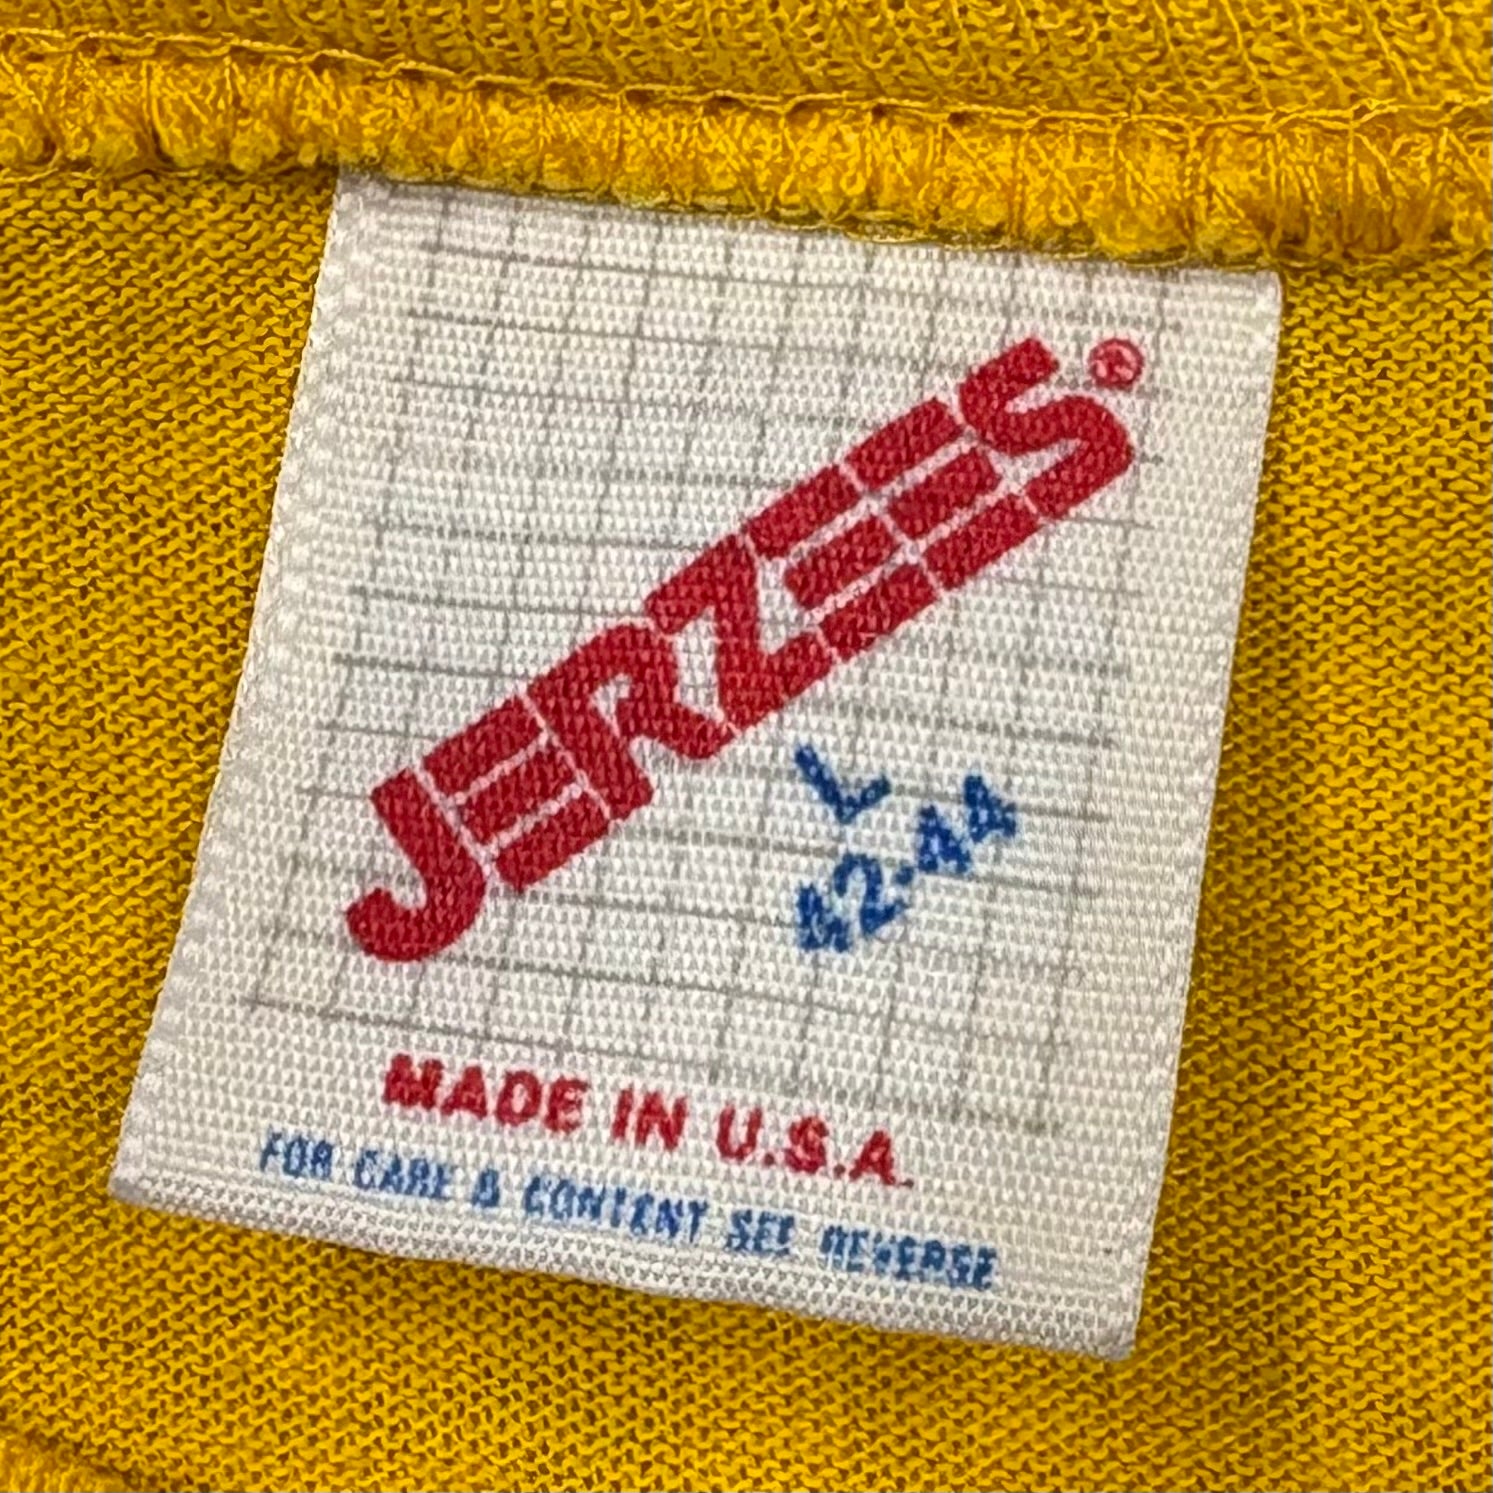 JERZEES®
L
42-44
MADE IN U.S.A.
FOR CARE & CONTENT SEE REVERSE